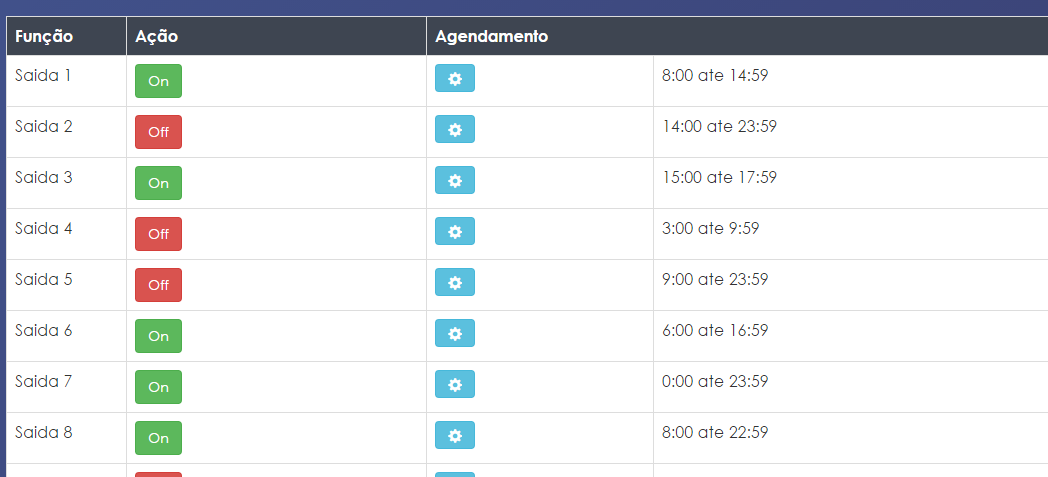 Função Ação Agendamento
Saida 1 On 8:00 ate 14:59
Saida 2 Off 14:00 ate 23:59
Saida 3 On 15:00 ate 17:59
Saida 4 Off 3:00 ate 9:59
Saida 5 Off 9:00 ate 23:59
Saida 6 On 6:00 ate 16:59
Saida 7 On 0:00 ate 23:59
Saida 8 On 8:00 ate 22:59